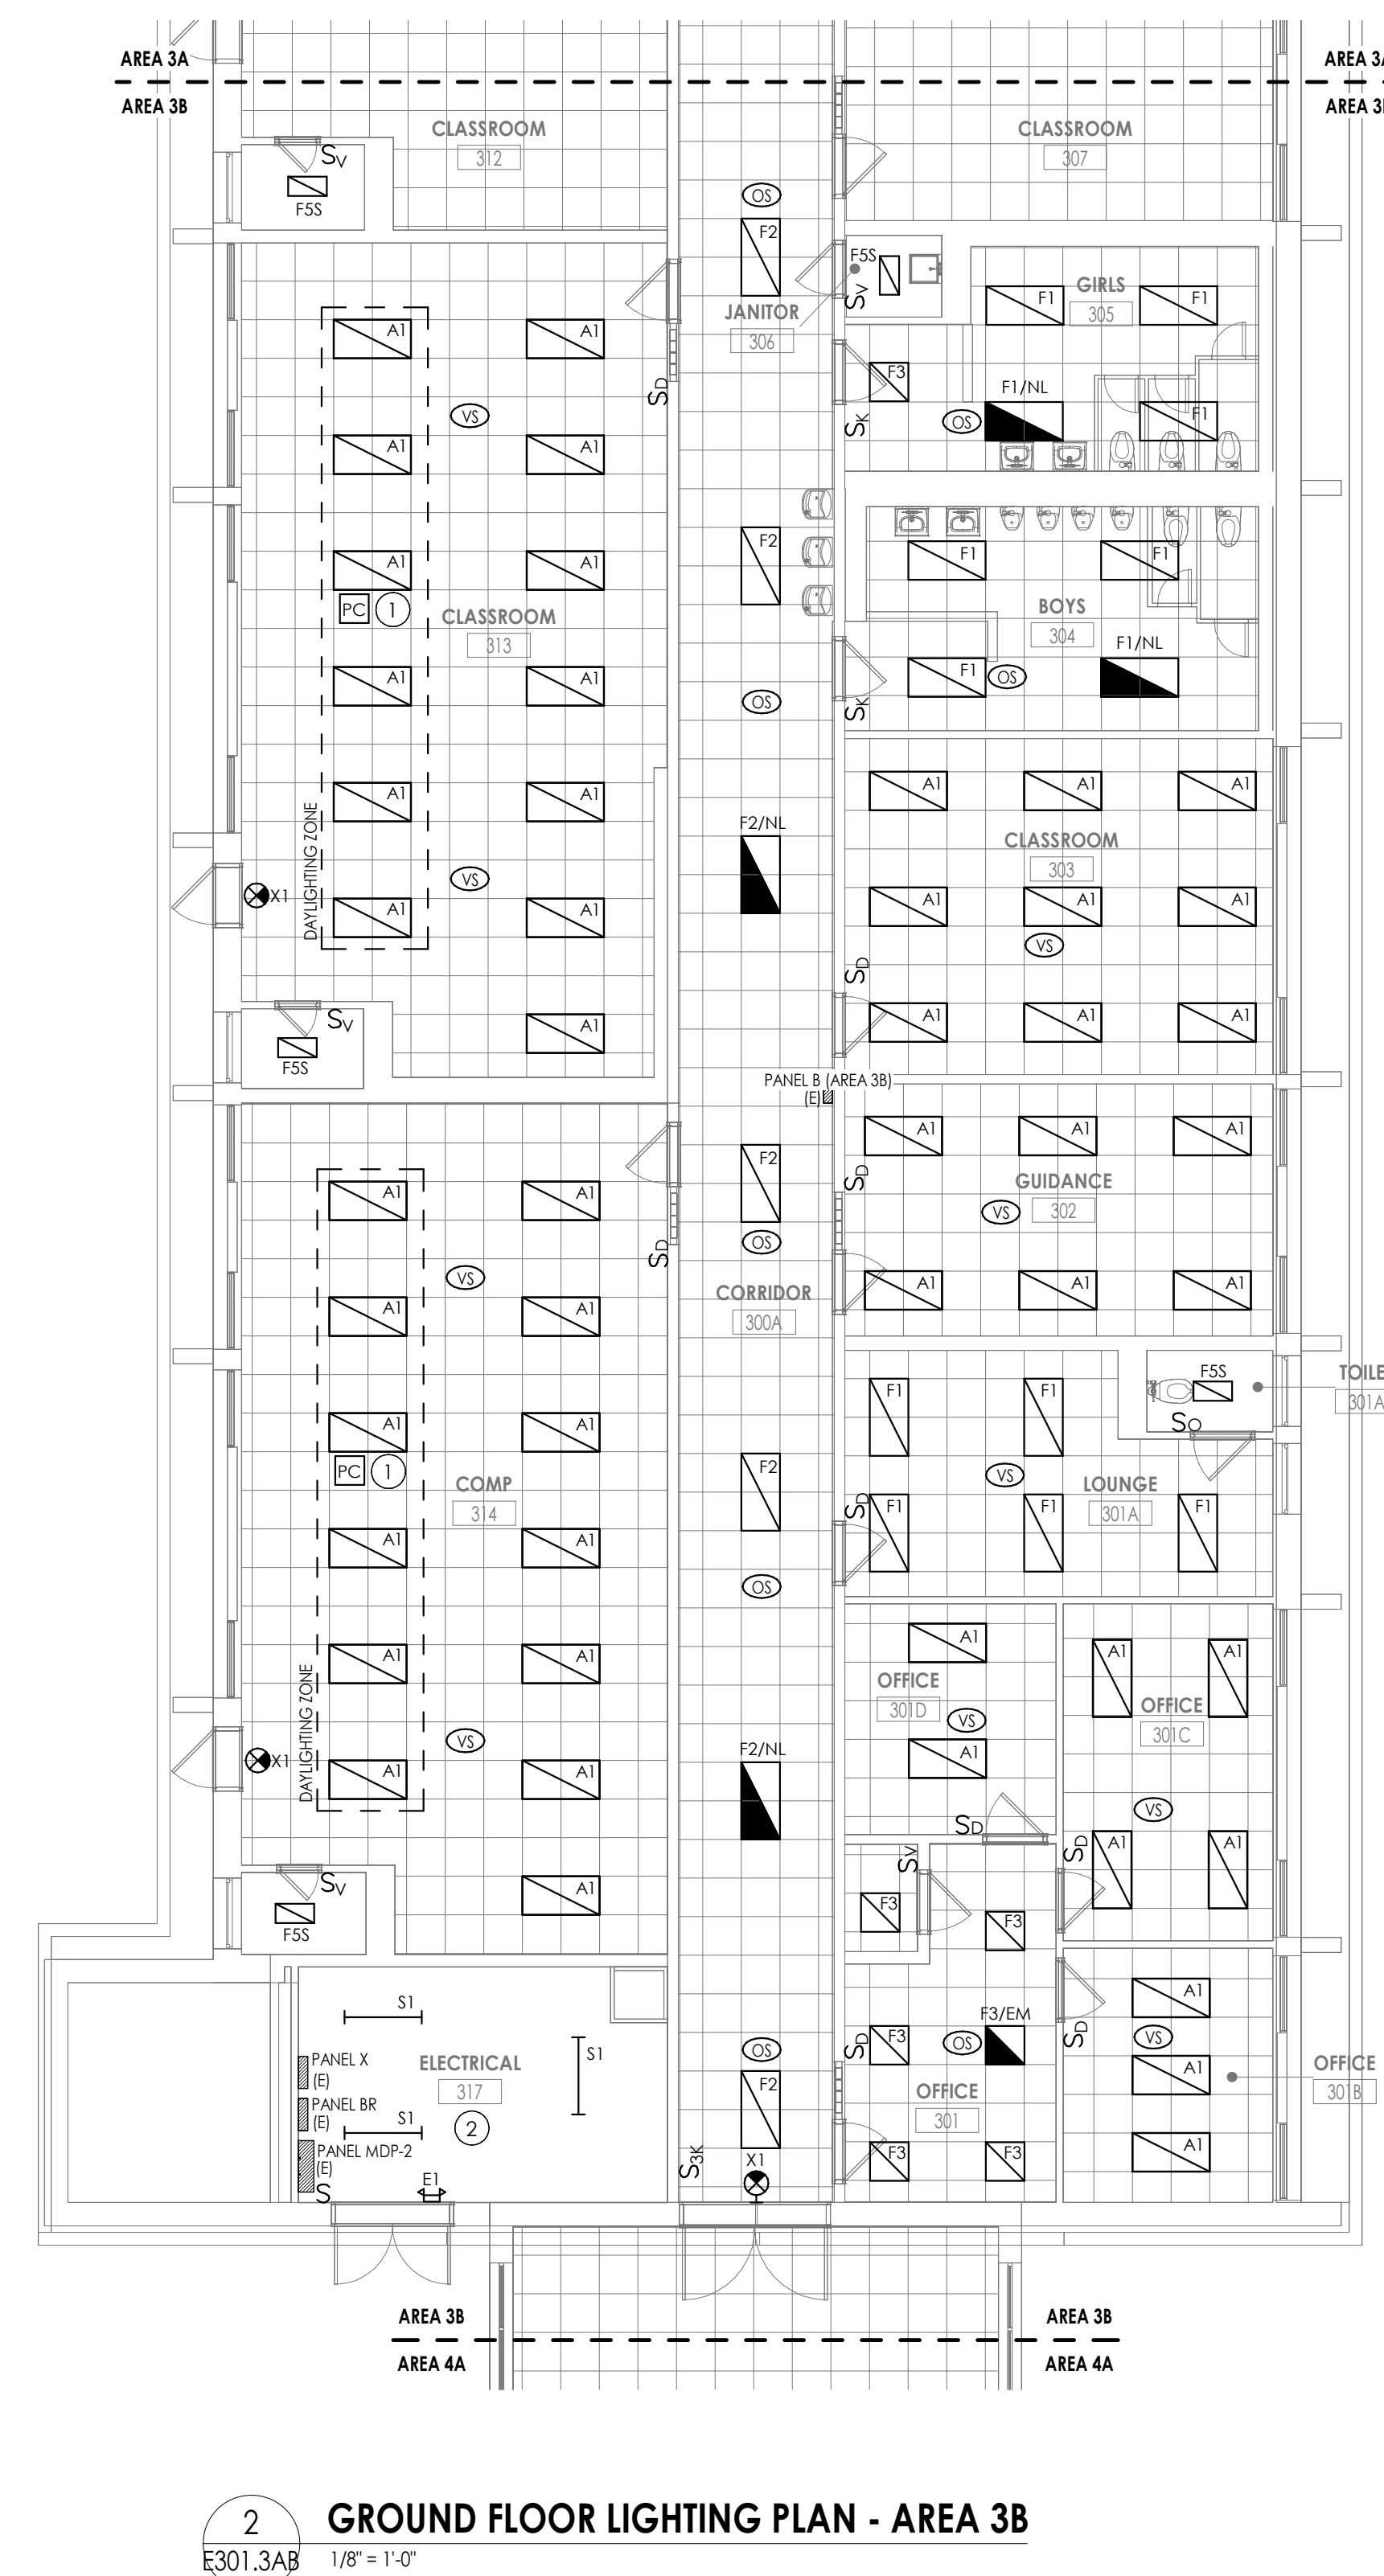 AREA 3A
AREA 3A
AREA 3B
AREA 3B
CLASSROOM
312
CLASSROOM
307
SV
F5S
OS
F2
F5S
SV
JANITOR
306
GIRLS
305
F1
F1
A1
A1
SD
F3
F1/NL
F1
VS
SK
OS
A1
A1
F2
F1
F1
A1
A1
PC
1
CLASSROOM
313
BOYS
304
F1/NL
A1
A1
F1
OS
OS
SK
A1
A1
A1
A1
A1
F2/NL
CLASSROOM
303
DAYLIGHTING ZONE
VS
X1
A1
A1
A1
A1
A1
VS
SD
SV
F5S
A1
A1
A1
A1
PANEL B (AREA 3B)
(E)
A1
A1
A1
F2
SD
GUIDANCE
302
A1
A1
VS
SD
OS
VS
CORRIDOR
300A
A1
A1
A1
A1
A1
F5S
TOILE
301A
SO
F1
F1
A1
A1
PC
1
COMP
314
F2
VS
LOUNGE
301A
SD
F1
F1
F1
A1
A1
OS
A1
A1
A1
DAYLIGHTING ZONE
OFFICE
301D
VS
A1
A1
OFFICE
301C
VS
X1
F2/NL
A1
A1
A1
VS
SD
SD
A1
A1
SV
SV
F5S
A1
F3
F3
S1
S1
F3/EM
A1
PANEL X
(E)
ELECTRICAL
317
OS
SD
F3
OS
SD
VS
A1
OFFICE
301B
PANEL BR
(E)
S1
2
F2
OFFICE
301
PANEL MDP-2
(E)
S
E1
S3K
X1
F3
F3
A1
AREA 3B
AREA 3B
AREA 4A
AREA 4A
2
E301.3AB
GROUND FLOOR LIGHTING PLAN - AREA 3B
1/8" = 1'-0"